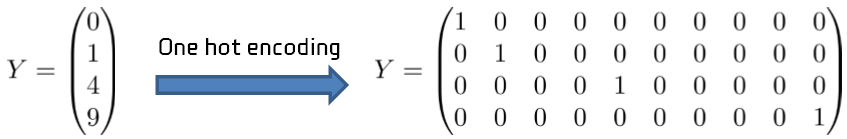 Y = (0 1 4 9)
One hot encoding
Y = (1 0 0 0 0 0 0 0 0 0
0 1 0 0 0 0 0 0 0 0
0 0 0 0 1 0 0 0 0 0
0 0 0 0 0 0 0 0 0 1)